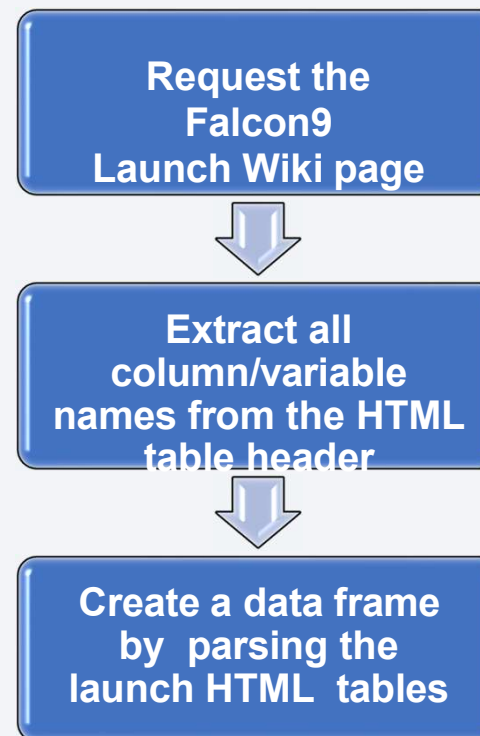 Request the
Falcon9
Launch Wiki page
Extract all
column/variable
names from the HTML
table header
Create a data frame
by parsing the
launch HTML tables